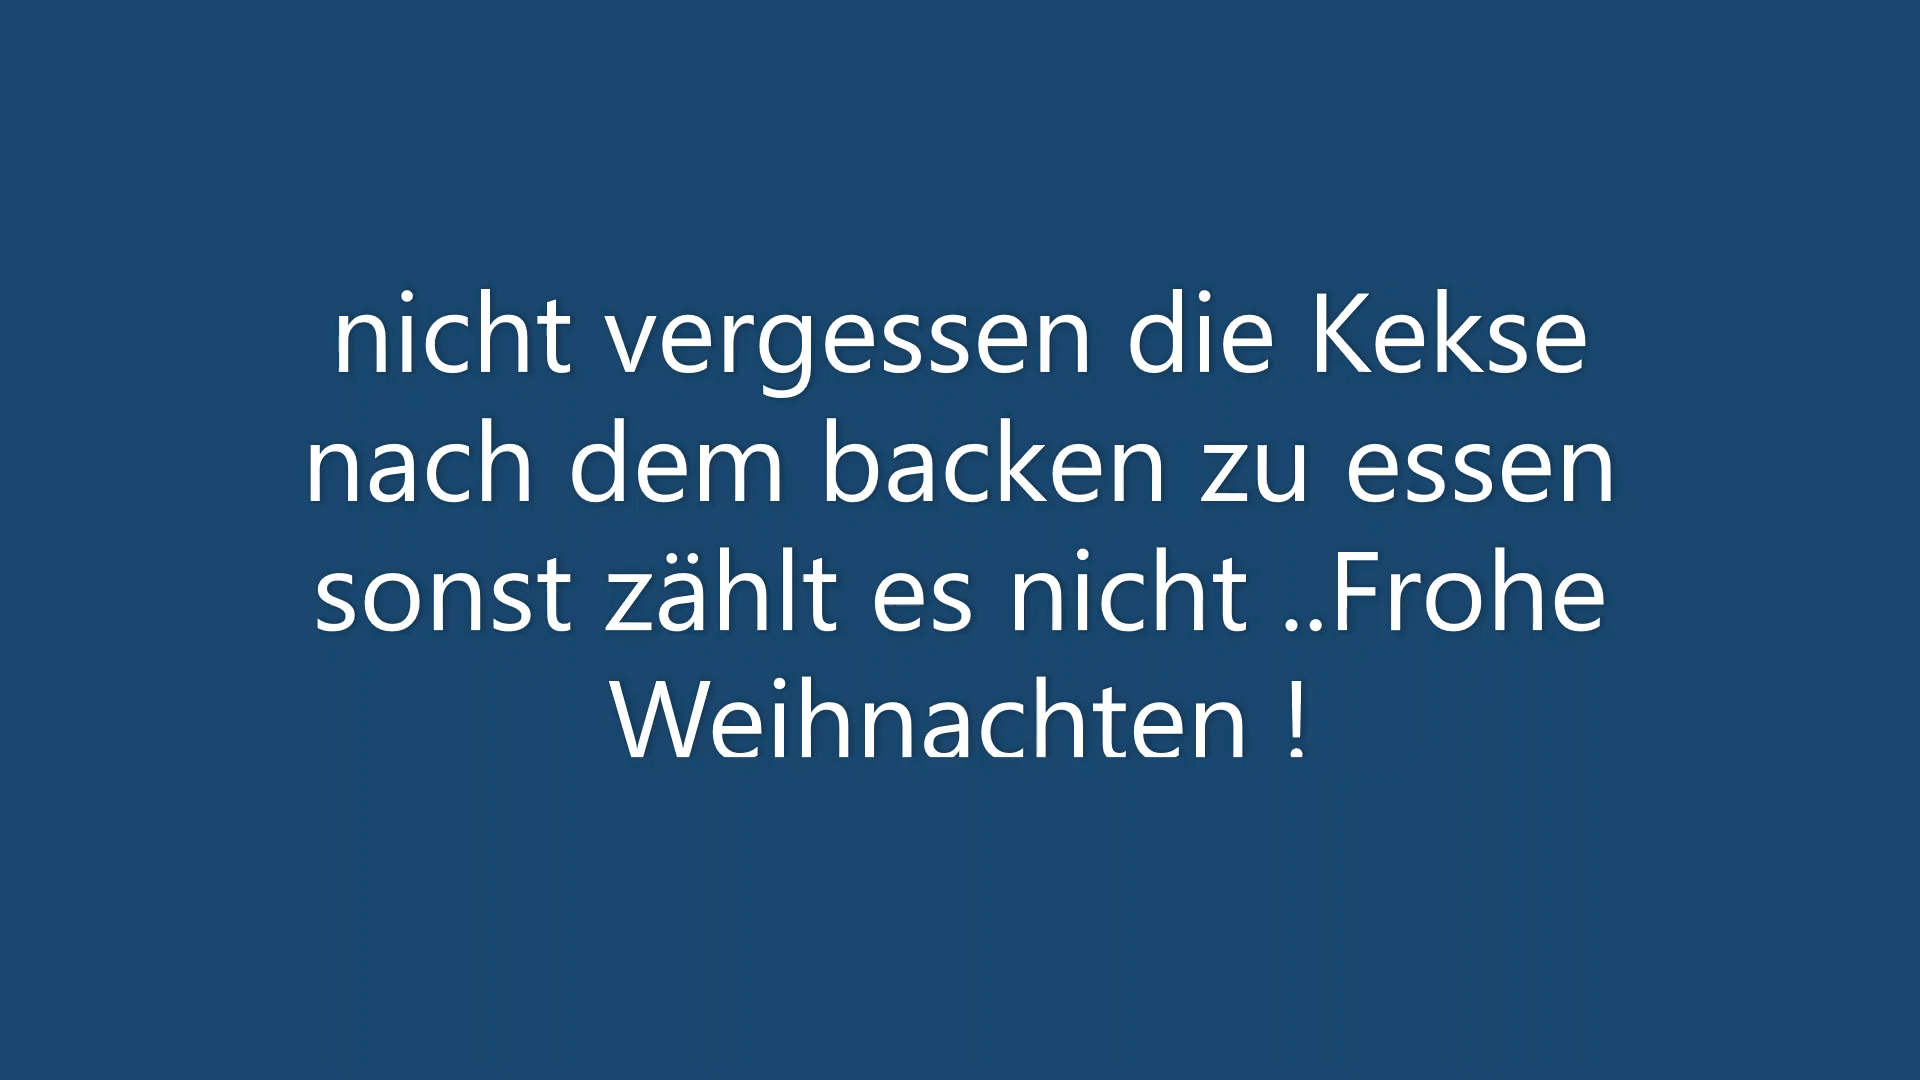 nicht vergessen die Kekse
nach dem backen zu essen
sonst zählt es nicht ..Frohe
Weihnachten !